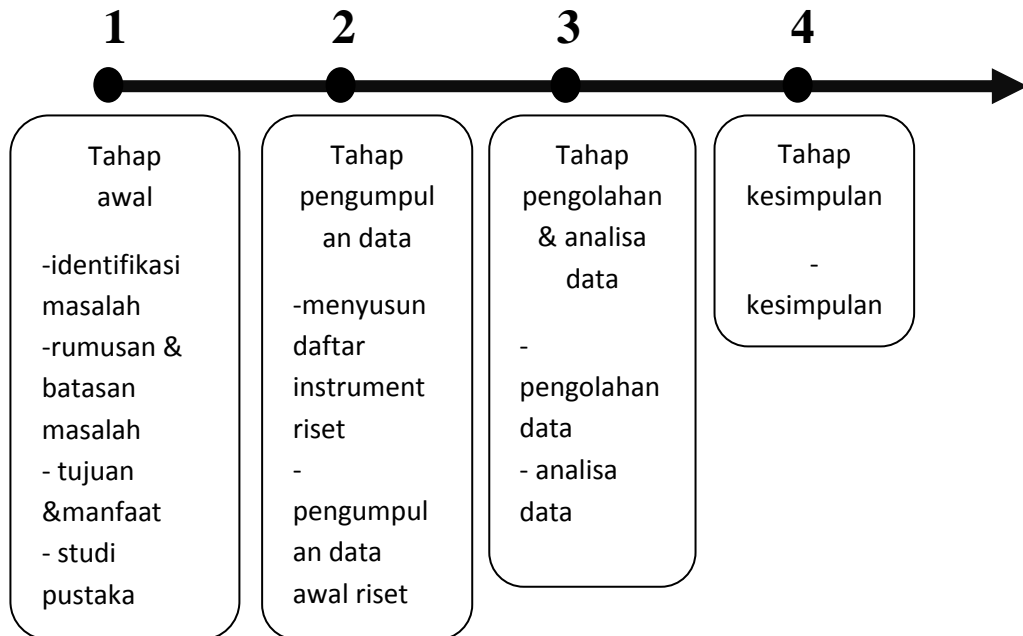 1
2
3
4
Tahap
awal
-identifikasi
masalah
-rumusan &
batasan
masalah
- tujuan
&manfaat
- studi
pustaka
Tahap
pengumpul
an data
-menyusun
daftar
instrument
riset
-
pengumpul
an data
awal riset
Tahap
pengolahan
& analisa
data
-
pengolahan
data
- analisa
data
Tahap
kesimpulan
-
kesimpulan